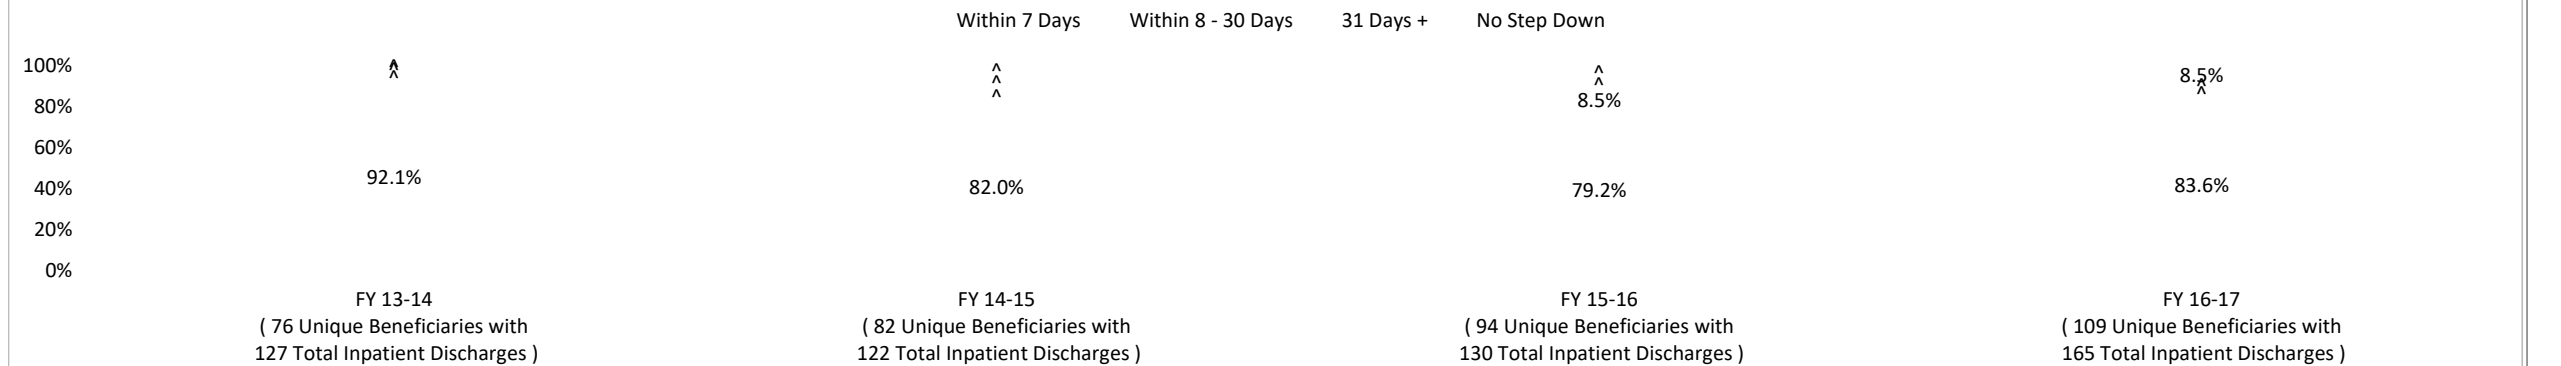 Within 7 Days Within 8 - 30 Days 31 Days + No Step Down
100%
80%
60%
40%
20%
0%
^
^
^
92.1%
^
^
^
82.0%
^
^
8.5%
79.2%
8.5%
^
^
83.6%
FY 13-14
( 76 Unique Beneficiaries with
127 Total Inpatient Discharges )
FY 14-15
( 82 Unique Beneficiaries with
122 Total Inpatient Discharges )
FY 15-16
( 94 Unique Beneficiaries with
130 Total Inpatient Discharges )
FY 16-17
( 109 Unique Beneficiaries with
165 Total Inpatient Discharges )